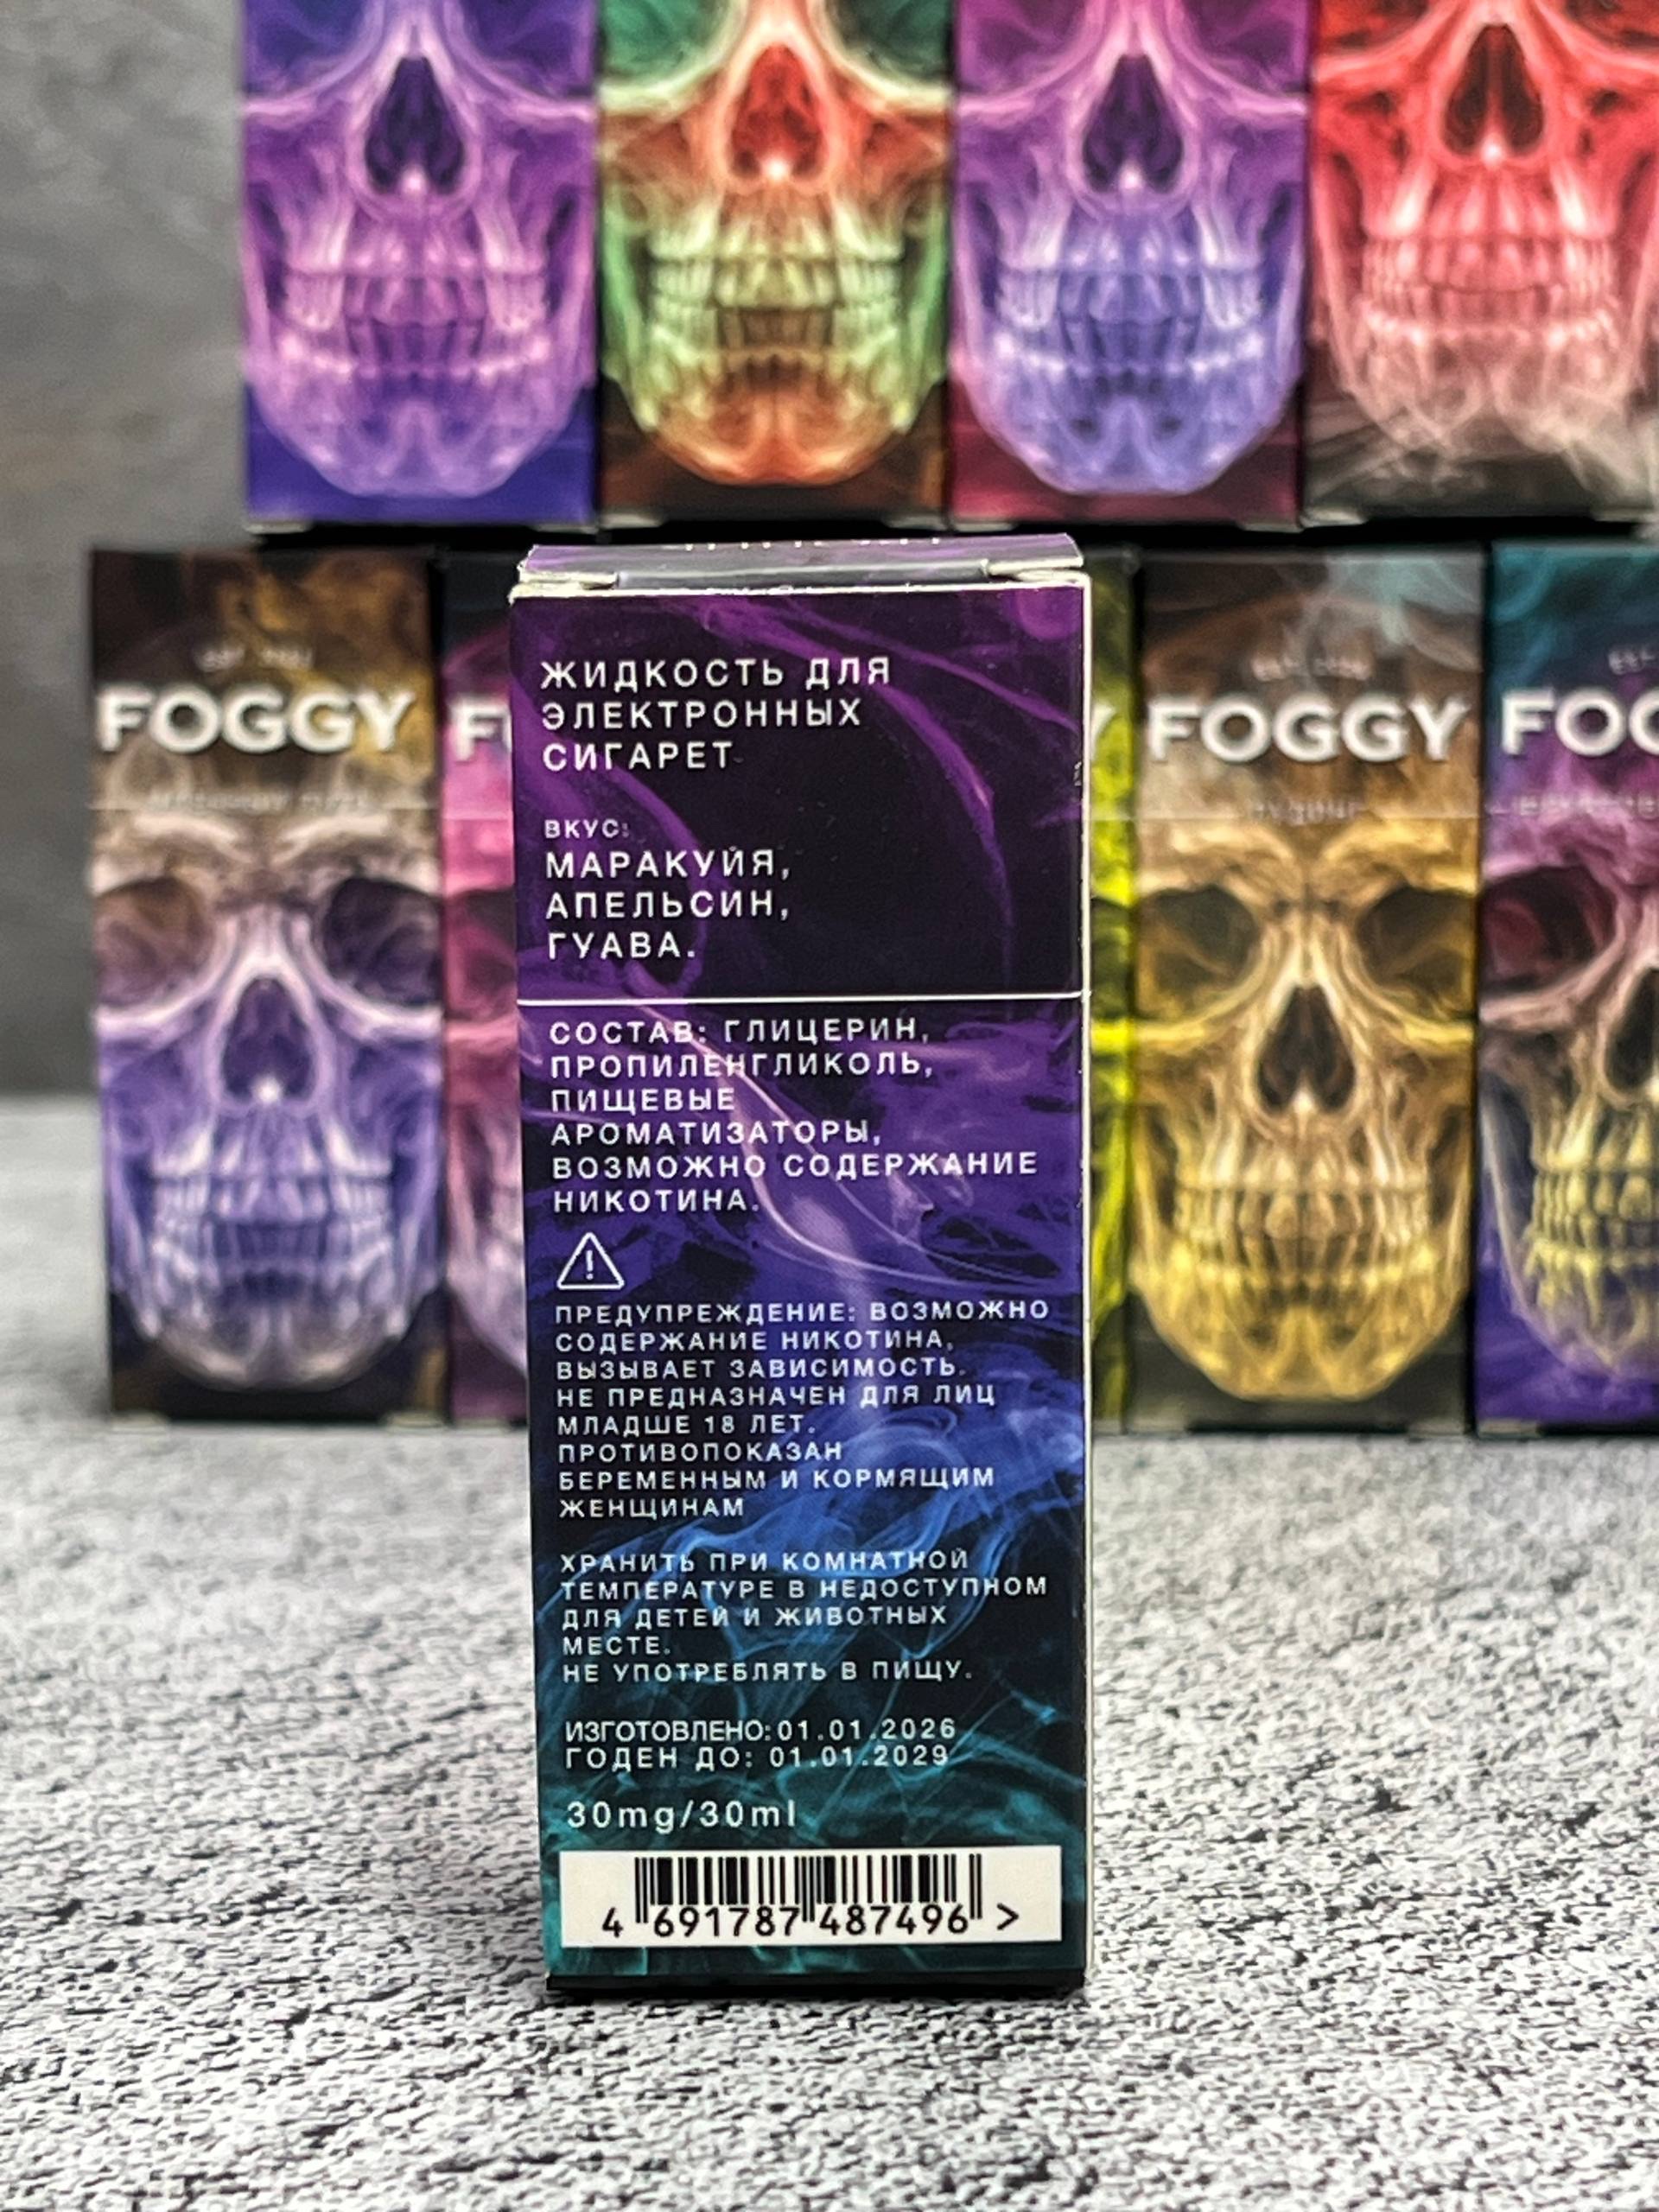 FOGGY
FOGGY
ЖИДКОСТЬ ДЛЯ
ЭЛЕКТРОННЫХ
СИГАРЕТ
ВКУС:
МАРАКУЙЯ,
АПЕЛЬСИН,
ГУАВА.
СОСТАВ: ГЛИЦЕРИН,
ПРОПИЛЕНГЛИКОЛЬ,
ПИЩЕВЫЕ
АРОМАТИЗАТОРЫ,
ВОЗМОЖНО СОДЕРЖАНИЕ
НИКОТИНА.
ПРЕДУПРЕЖДЕНИЕ: ВОЗМОЖНО
СОДЕРЖАНИЕ НИКОТИНА,
ВЫЗЫВАЕТ ЗАВИСИМОСТЬ.
НЕ ПРЕДНАЗНАЧЕН ДЛЯ ЛИЦ
МЛАДШЕ 18 ЛЕТ.
ПРОТИВОПОКАЗАН
БЕРЕМЕННЫМ И КОРМЯЩИМ
ЖЕНЩИНАМ
ХРАНИТЬ ПРИ КОМНАТНОЙ
ТЕМПЕРАТУРЕ В НЕДОСТУПНОМ
ДЛЯ ДЕТЕЙ И ЖИВОТНЫХ
МЕСТЕ.
НЕ УПОТРЕБЛЯТЬ В ПИЩУ.
ИЗГОТОВЛЕНО:01.01.2026
ГОДЕН ДО: 01.01.2029
30mg/30ml
4 691787 487496 >